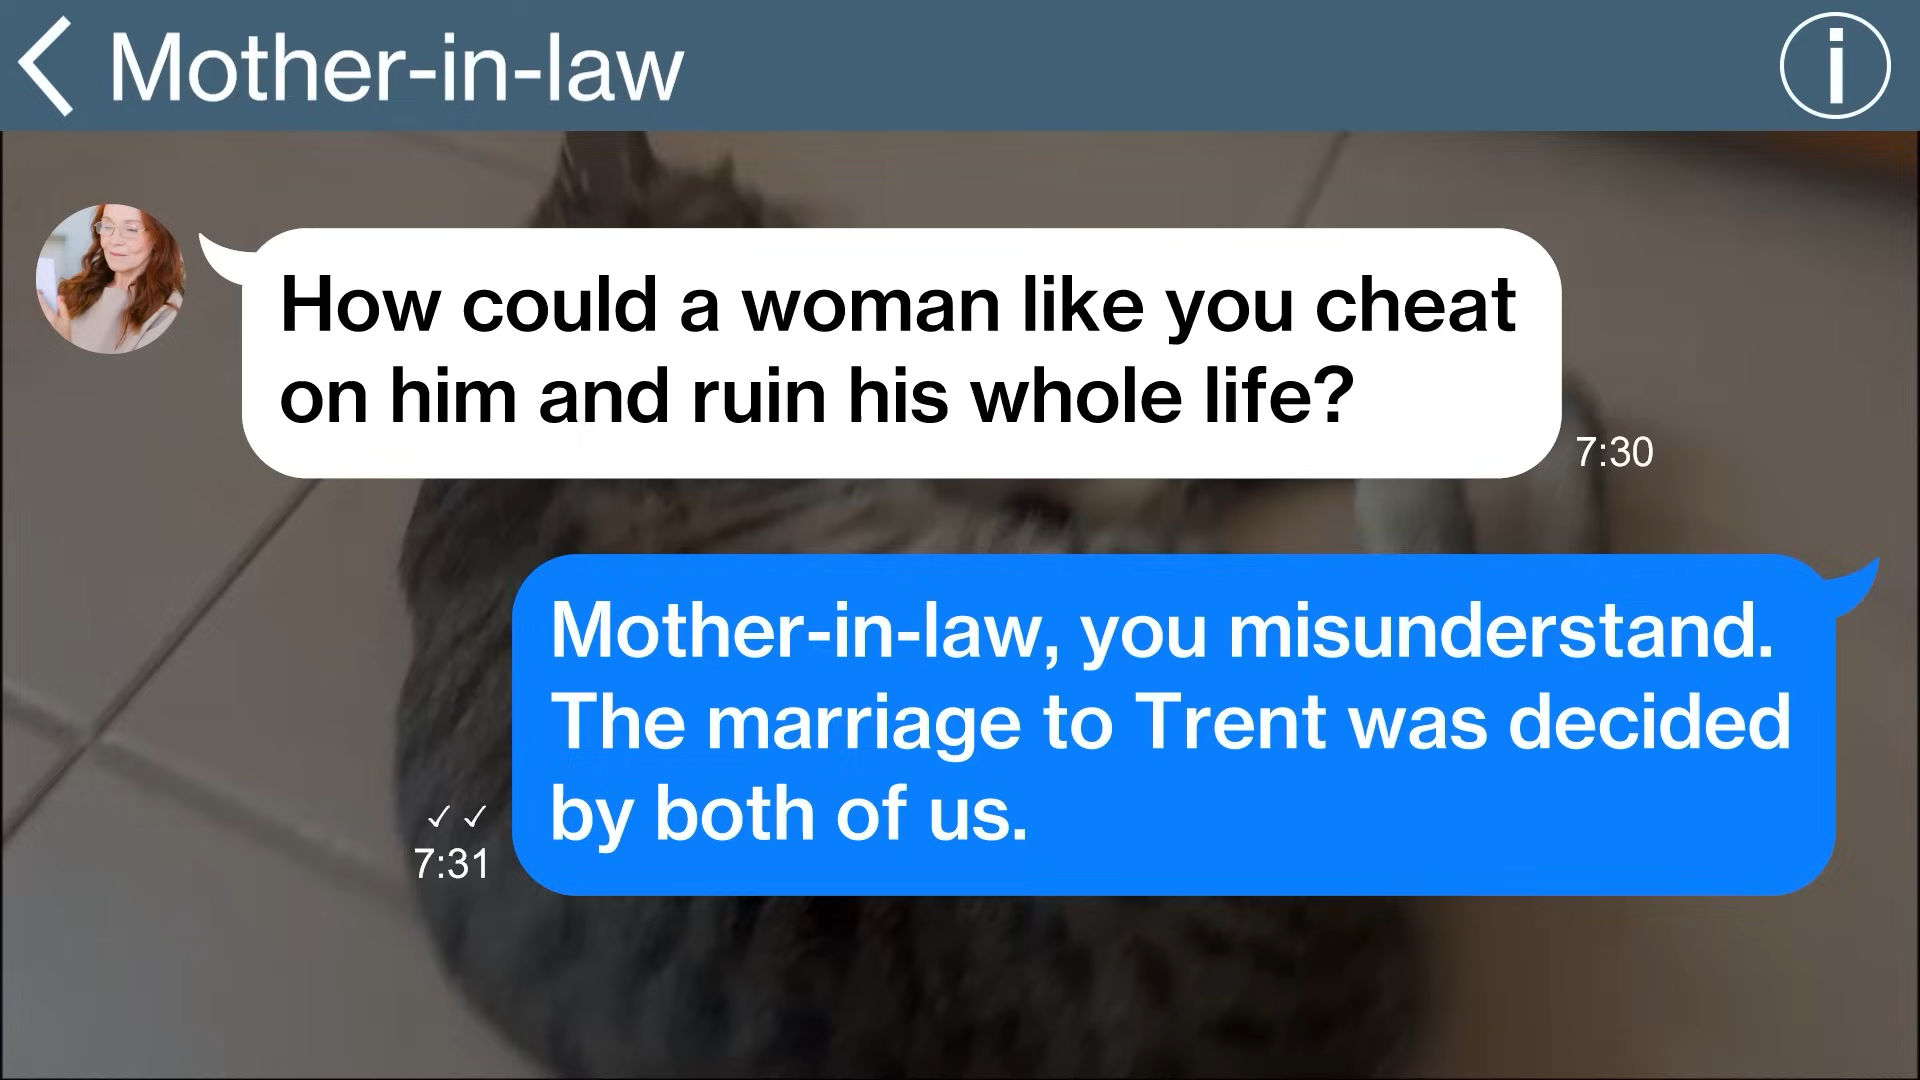 Mother-in-law
How could a woman like you cheat
on him and ruin his whole life?
7:30
Mother-in-law, you misunderstand.
The marriage to Trent was decided
by both of us.
7:31